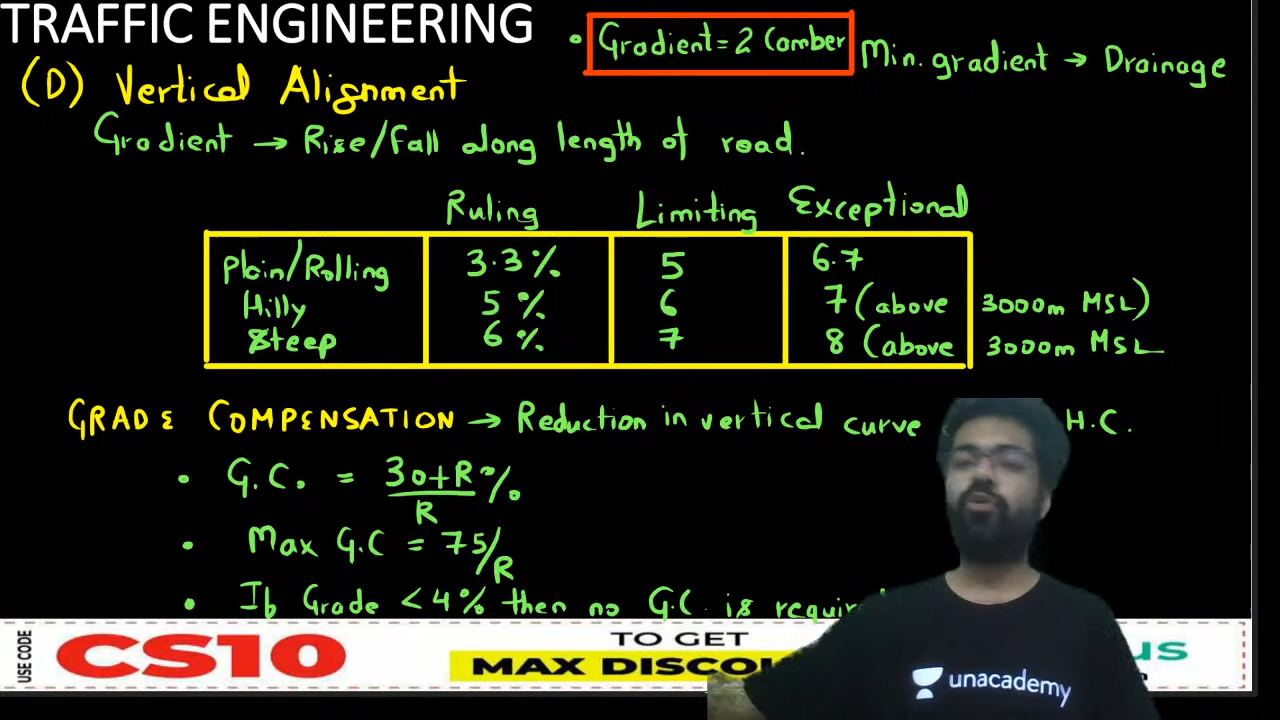 TRAFFIC ENGINEERING
• Gradient = 2 Camber
Min. gradient → Drainage
(D) Vertical Alignment
Gradient → Rise/Fall along length of road.
Ruling Limiting Exceptional
Plain/Rolling 3.3% 5 6.7
Hilly 5% 6 7 (above 3000m MSL)
Steep 6% 7 8 (above 3000m MSL
GRADE COMPENSATION → Reduction in vertical curve H.C.
• G.C. = 30+R/R %
• Max G.C = 75/R
• If Grade < 4% then no G.C. is
USE CODE
CS10
TO GET
MAX
us
unacademy